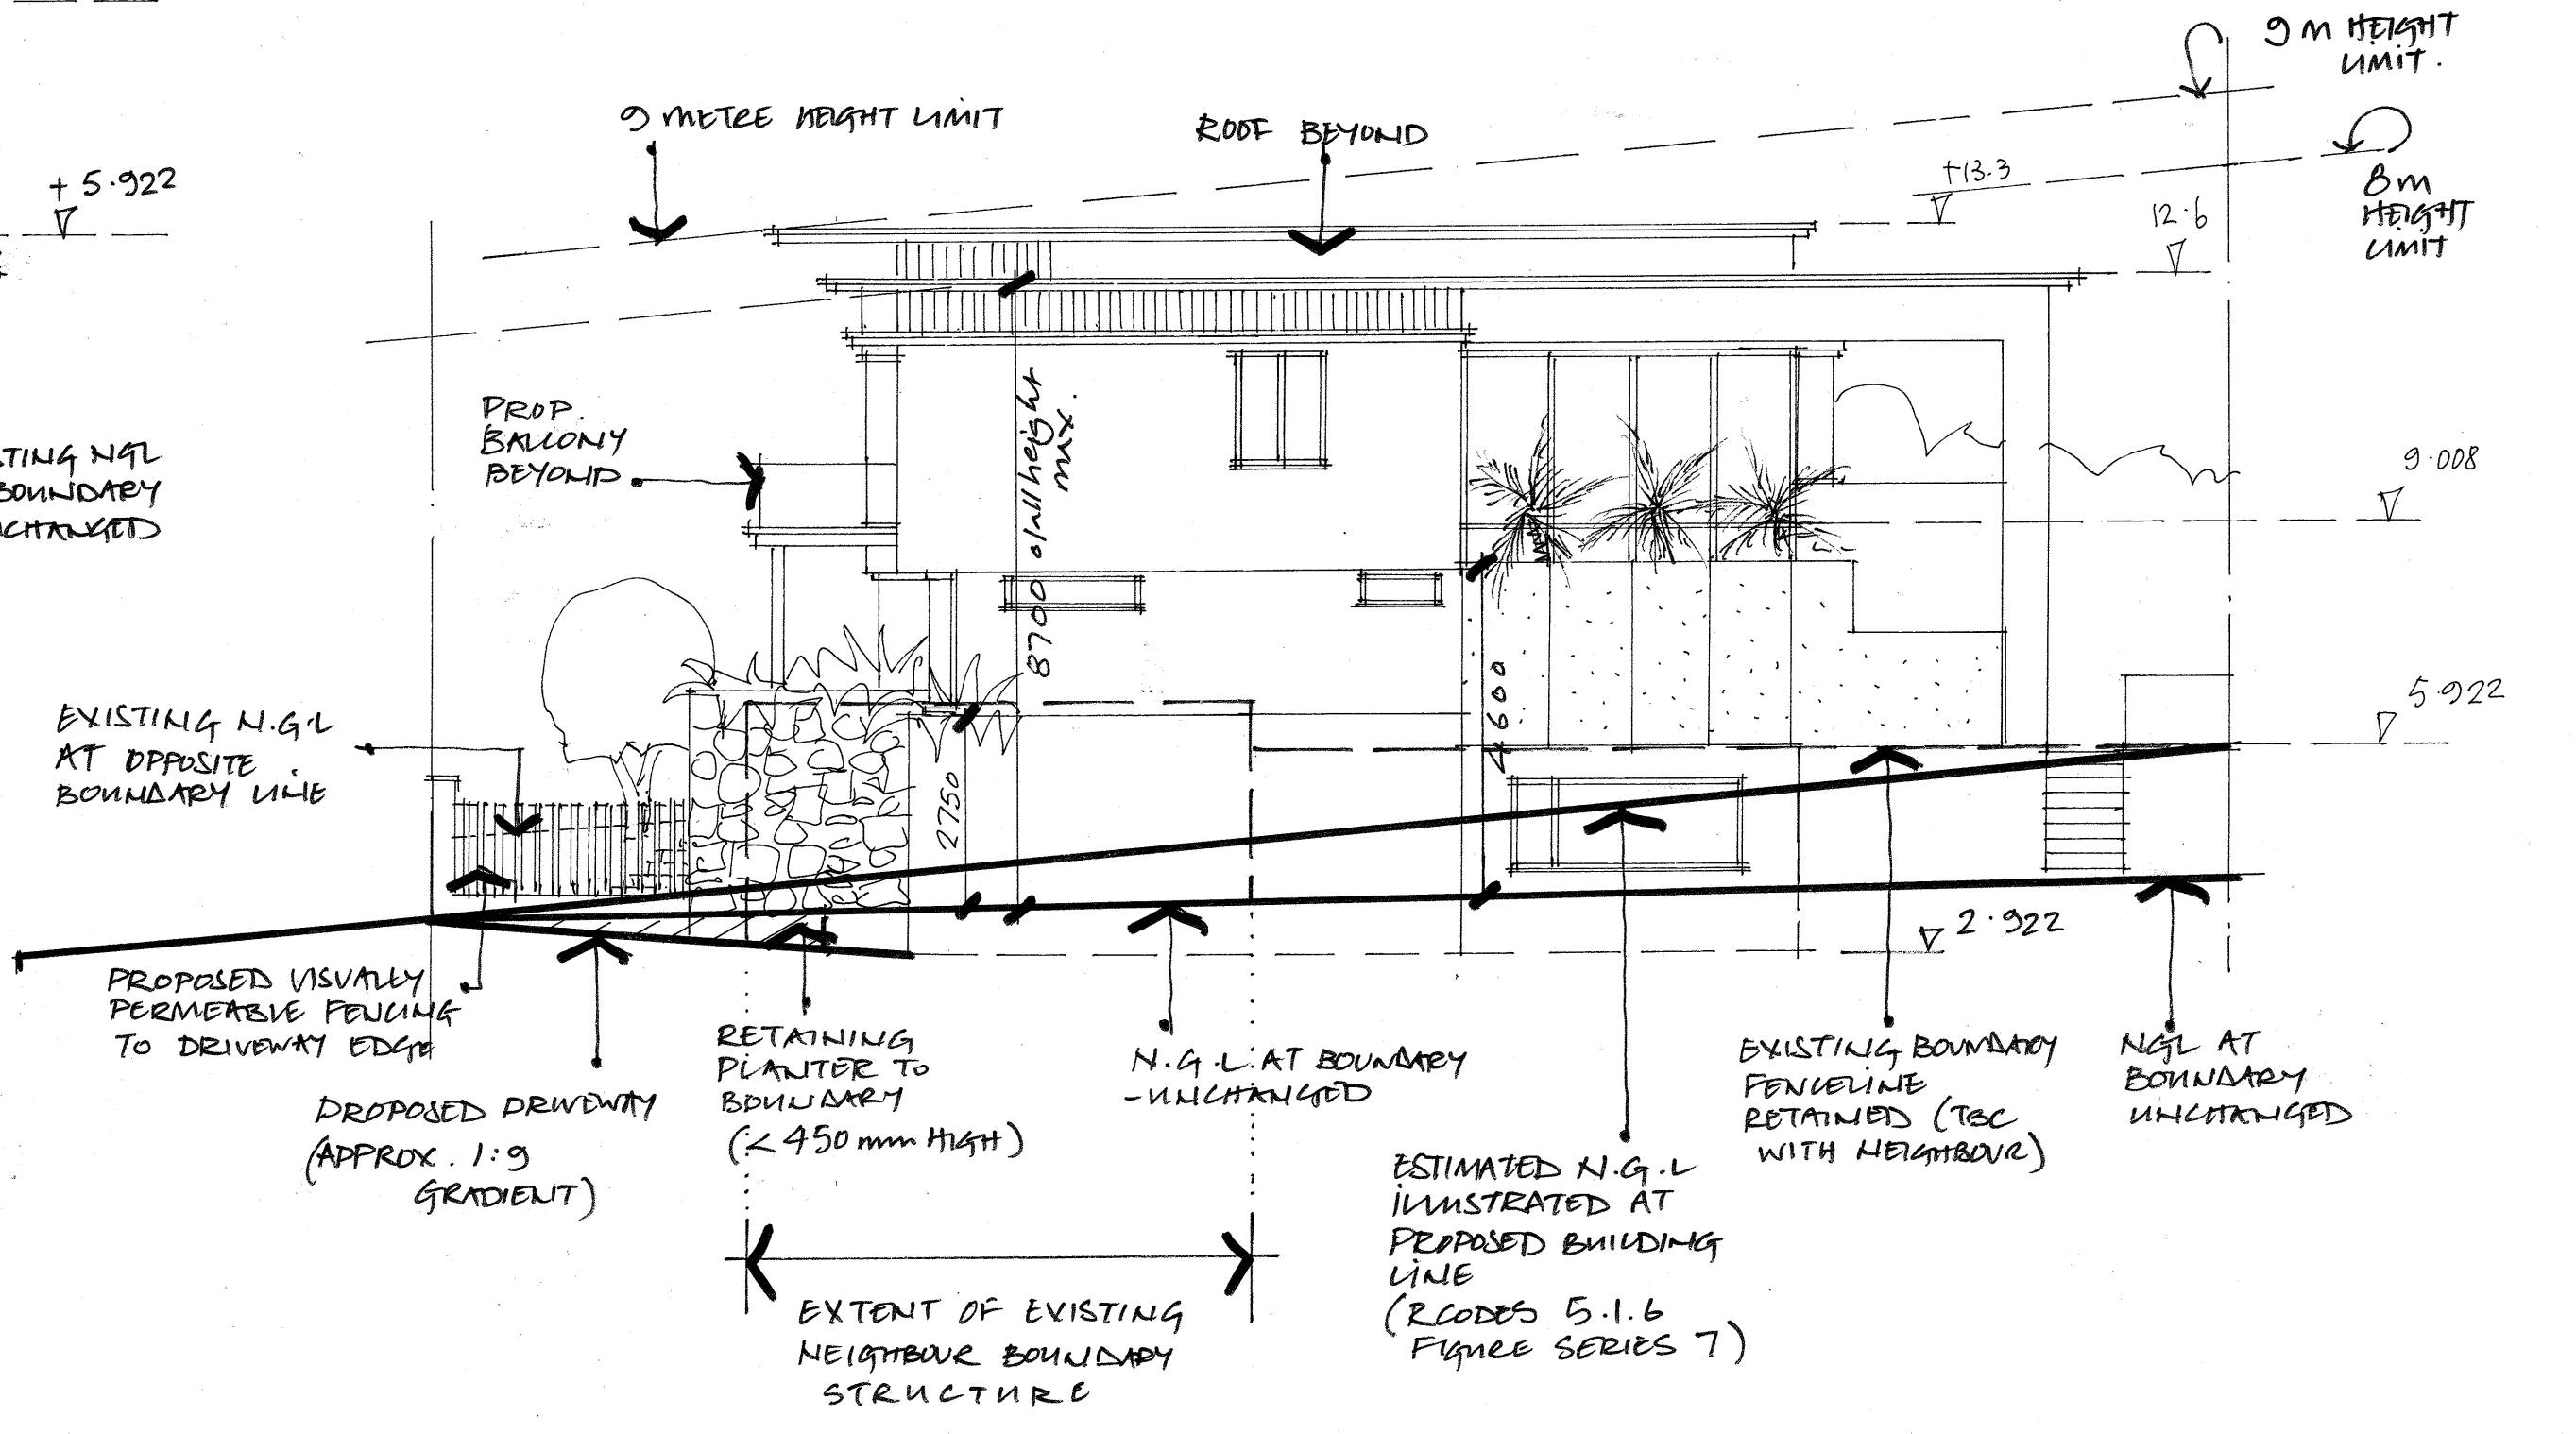 9 METRE HEIGHT LIMIT
ROOF BEYOND
9 M HEIGHT
LIMIT.
8m
HEIGHT
LIMIT
+ 5.922
+13.3
12.6
TING NGL
BOUNDARY
CHANGED
PROP.
BALCONY
BEYOND
8700 o/all height
max.
9.008
EXISTING N.G.L
AT OPPOSITE
BOUNDARY LINE
2750
4600
5.922
2.922
PROPOSED VISUALLY
PERMEABLE FENCING
TO DRIVEWAY EDGE
PROPOSED DRIVEWAY
(APPROX. 1:9
GRADIENT)
RETAINING
PLANTER TO
BOUNDARY
(< 450 mm HIGH)
N.G.L. AT BOUNDARY
-UNCHANGED
ESTIMATED N.G.L
ILLUSTRATED AT
PROPOSED BUILDING
LINE
(RCODES 5.1.6
FIGURE SERIES 7)
EXISTING BOUNDARY
FENCELINE
RETAINED (TBC
WITH NEIGHBOUR)
NGL AT
BOUNDARY
UNCHANGED
EXTENT OF EXISTING
NEIGHBOUR BOUNDARY
STRUCTURE